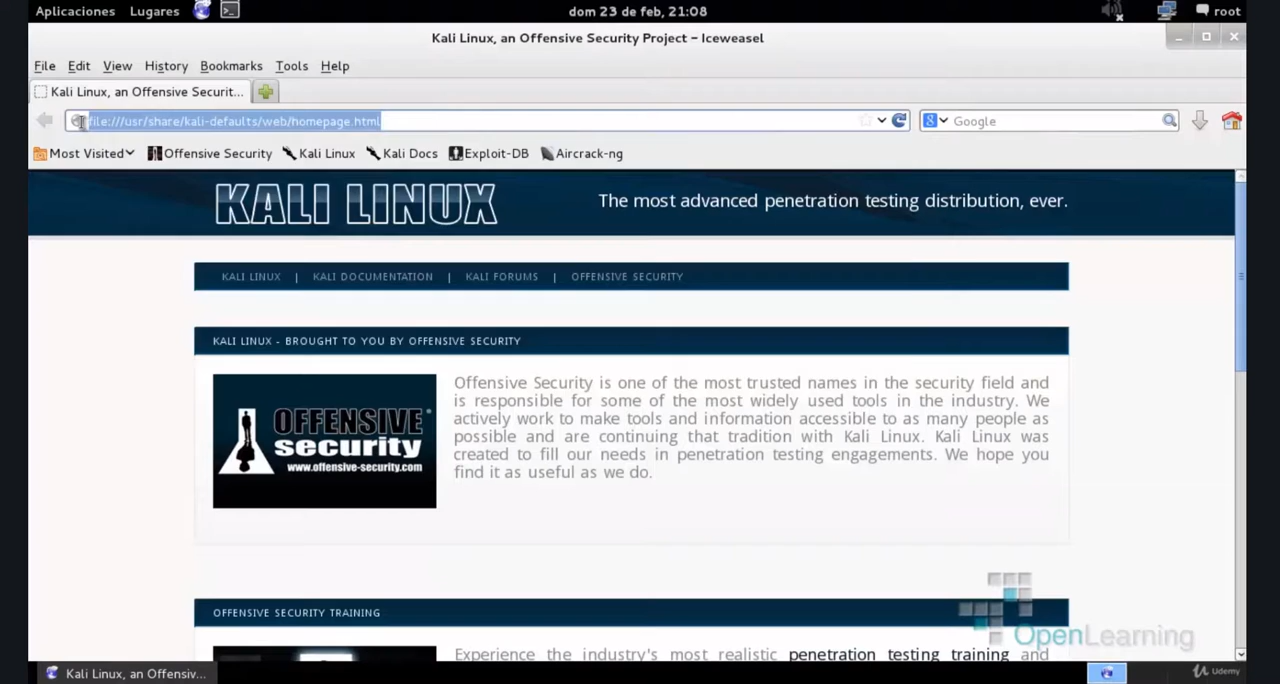 Aplicaciones Lugares dom 23 de feb, 21:08 root
Kali Linux, an Offensive Security Project - Iceweasel
File Edit View History Bookmarks Tools Help
Kali Linux, an Offensive Securit...
file:///usr/share/kali-defaults/web/homepage.html Google
Most Visited Offensive Security Kali Linux Kali Docs Exploit-DB Aircrack-ng
KALI LINUX The most advanced penetration testing distribution, ever.
KALI LINUX | KALI DOCUMENTATION | KALI FORUMS | OFFENSIVE SECURITY
KALI LINUX - BROUGHT TO YOU BY OFFENSIVE SECURITY
OFFENSIVE
security
www.offensive-security.com
Offensive Security is one of the most trusted names in the security field and
is responsible for some of the most widely used tools in the industry. We
actively work to make tools and information accessible to as many people as
possible and are continuing that tradition with Kali Linux. Kali Linux was
created to fill our needs in penetration testing engagements. We hope you
find it as useful as we do.
OFFENSIVE SECURITY TRAINING
Experience the industry's most realistic penetration testing training and
OpenLearning
Kali Linux, an Offensiv... Udemy